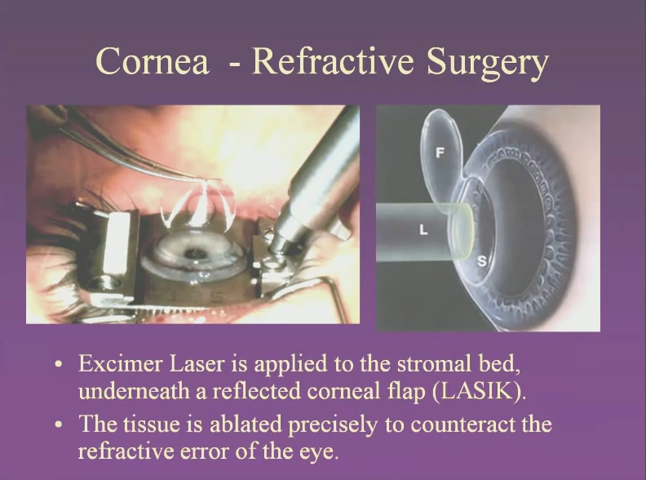 Cornea - Refractive Surgery
F
L
S
• Excimer Laser is applied to the stromal bed,
underneath a reflected corneal flap (LASIK).
• The tissue is ablated precisely to counteract the
refractive error of the eye.